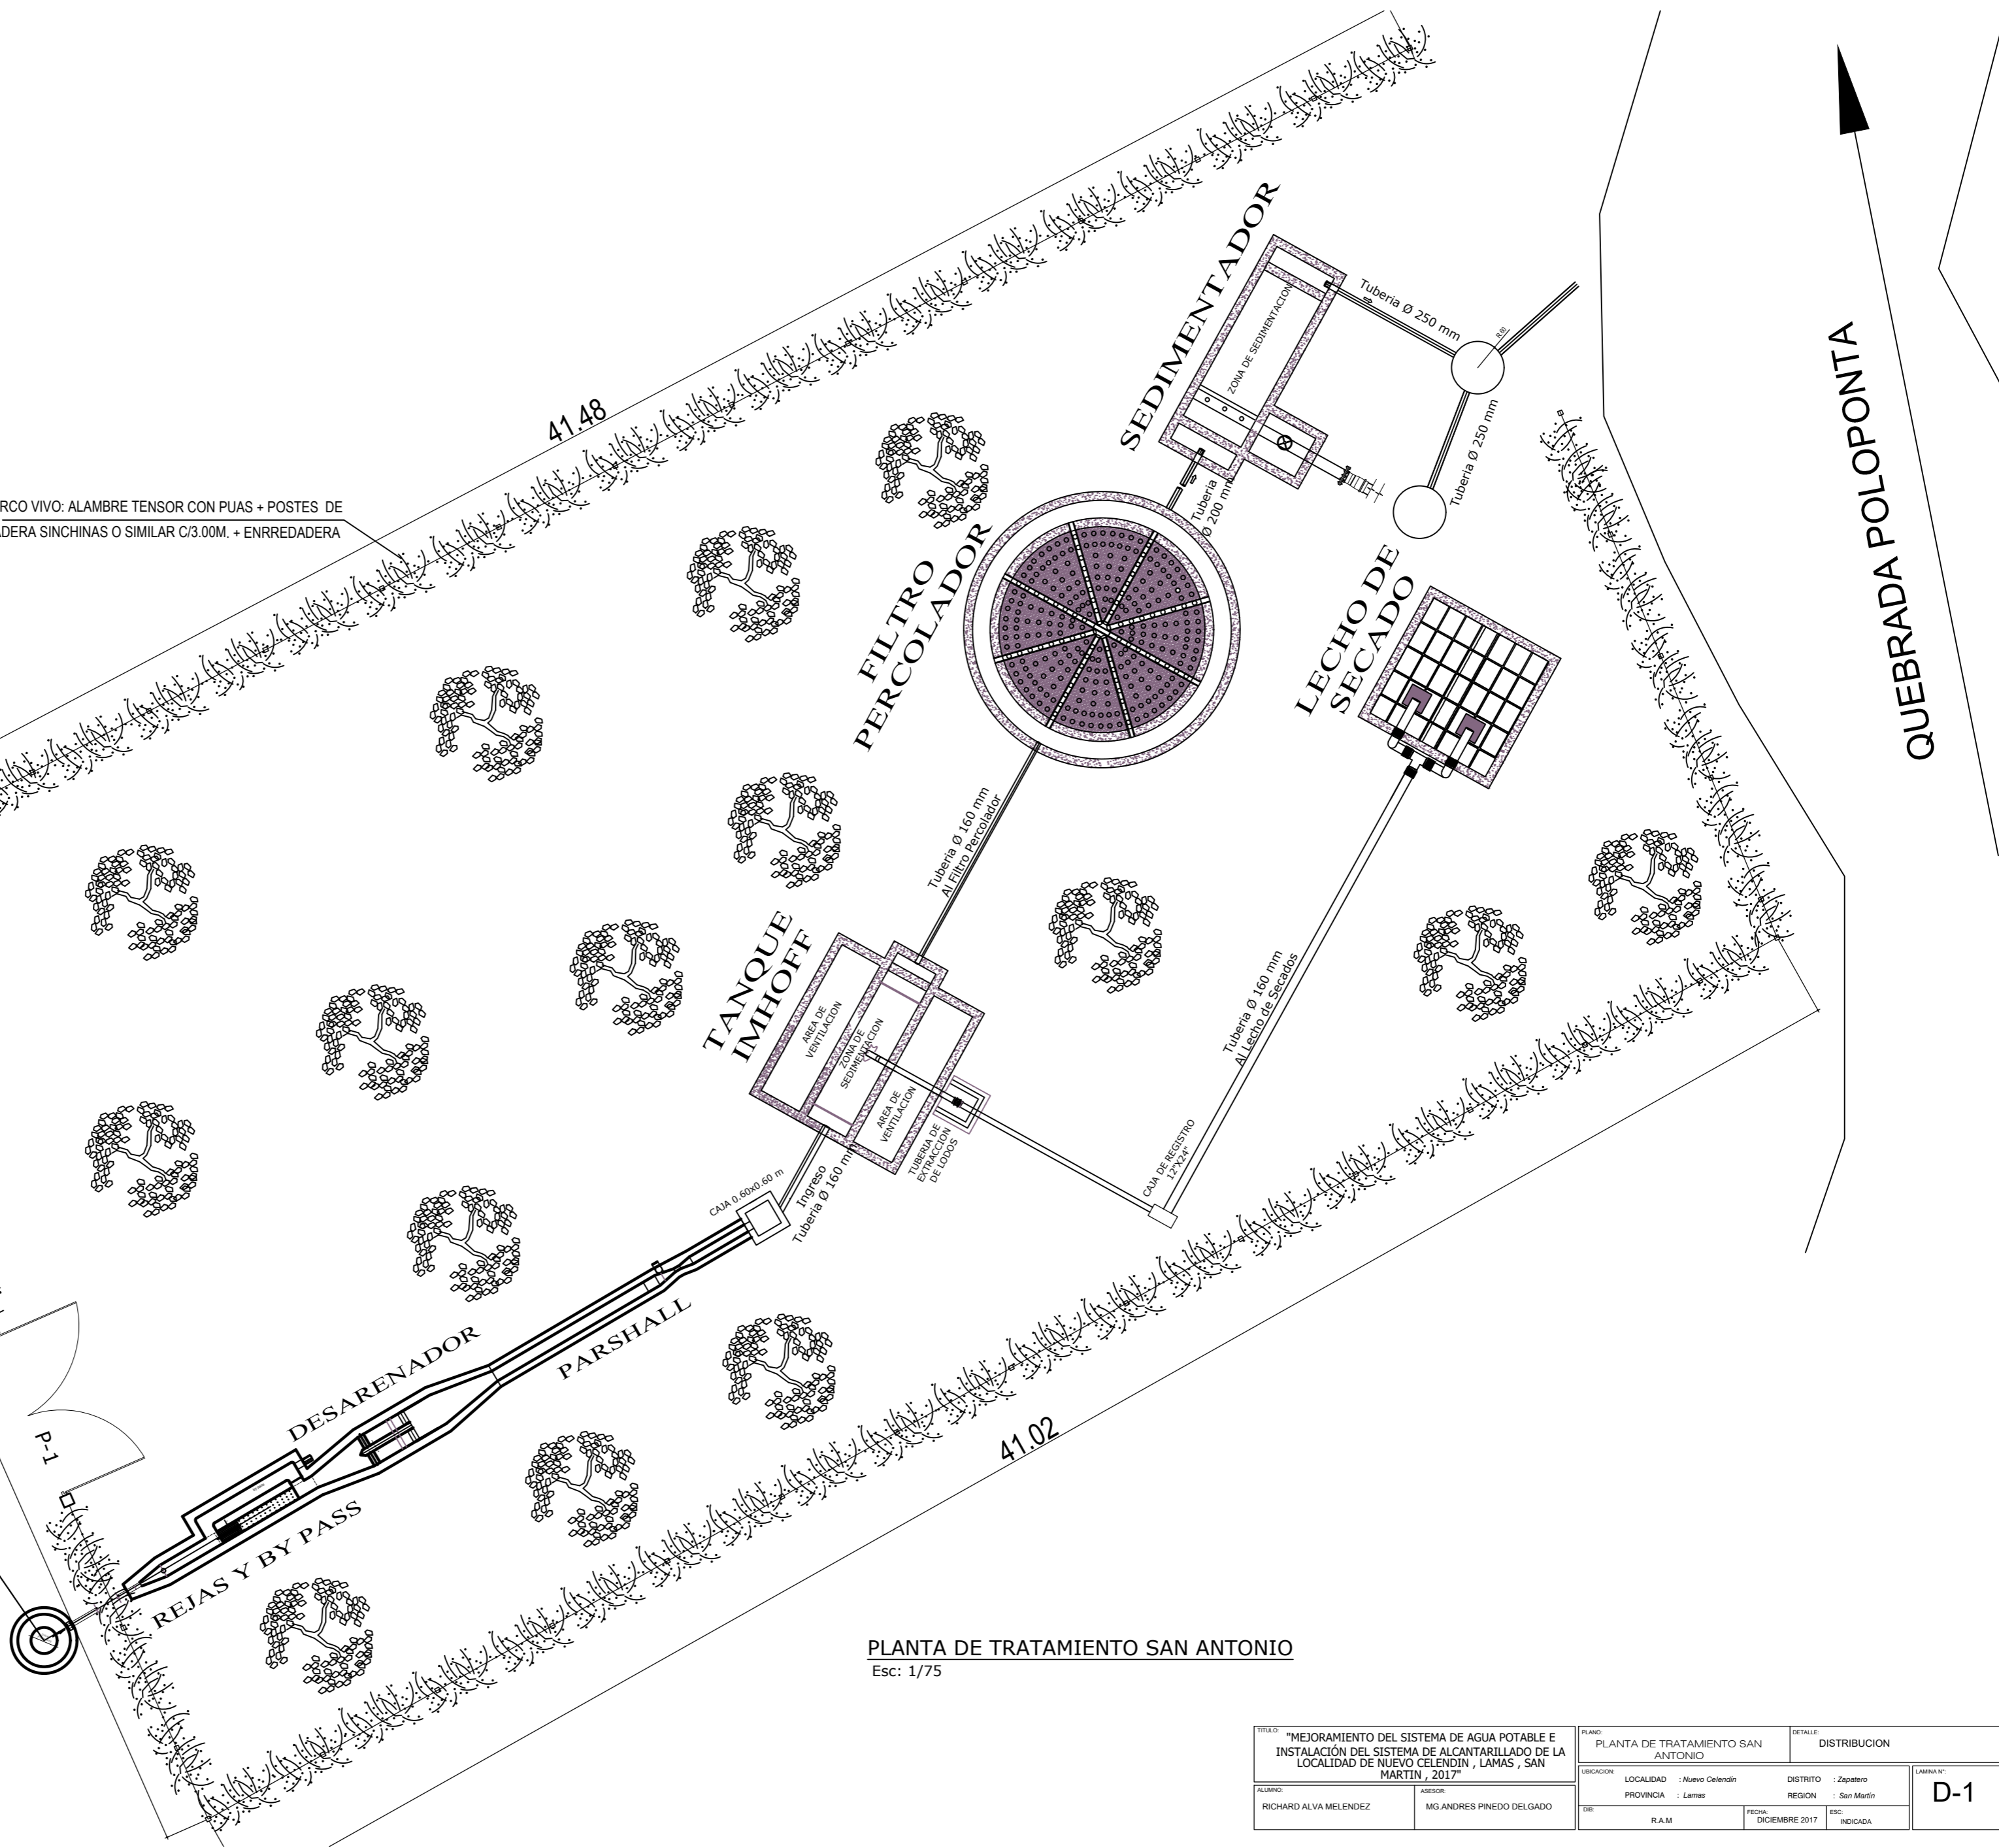 41.48
RCO VIVO: ALAMBRE TENSOR CON PUAS + POSTES DE
ADERA SINCHINAS O SIMILAR C/3.00M. + ENRREDADERA
SEDIMENTADOR
ZONA DE SEDIMENTACION
Tuberia Ø 250 mm
Tuberia Ø 250 mm
Tuberia
Ø 200 mm
QUEBRADA POLOPONTA
FILTRO
PERCOLADOR
LECHO DE
SECADO
Tuberia Ø 160 mm
Al Filtro Percolador
TANQUE
IMHOFF
AREA DE
VENTILACION
ZONA DE
SEDIMENTACION
AREA DE
VENTILACION
TUBERIA DE
EXTRACCION
DE LODOS
Tuberia Ø 160 mm
Al Lecho de Secados
CAJA DE REGISTRO
12"X24"
CAJA 0.60x0.60 m
Ingreso
Tuberia Ø 160 mm
PARSHALL
DESARENADOR
REJAS Y BY PASS
P-1
41.02
PLANTA DE TRATAMIENTO SAN ANTONIO
Esc: 1/75
TITULO:
"MEJORAMIENTO DEL SISTEMA DE AGUA POTABLE E
INSTALACIÓN DEL SISTEMA DE ALCANTARILLADO DE LA
LOCALIDAD DE NUEVO CELENDIN , LAMAS , SAN
MARTIN , 2017"
ALUMNO:
RICHARD ALVA MELENDEZ
ASESOR:
MG.ANDRES PINEDO DELGADO
PLANO:
PLANTA DE TRATAMIENTO SAN
ANTONIO
DETALLE:
DISTRIBUCION
UBICACION:
LOCALIDAD : Nuevo Celendin
DISTRITO : Zapatero
PROVINCIA : Lamas
REGION : San Martin
DIB:
R.A.M
FECHA:
DICIEMBRE 2017
ESC:
INDICADA
LAMINA N°:
D-1